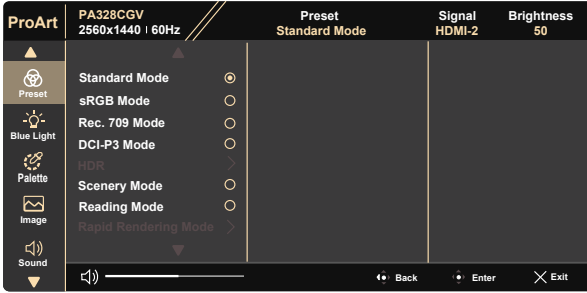 ProArt
PA328CGV
2560x1440 | 60Hz
Preset
Standard Mode
Signal
HDMI-2
Brightness
50
Preset
Blue Light
Palette
Image
Sound
Standard Mode
sRGB Mode
Rec. 709 Mode
DCI-P3 Mode
HDR
Scenery Mode
Reading Mode
Rapid Rendering Mode
Back
Enter
Exit